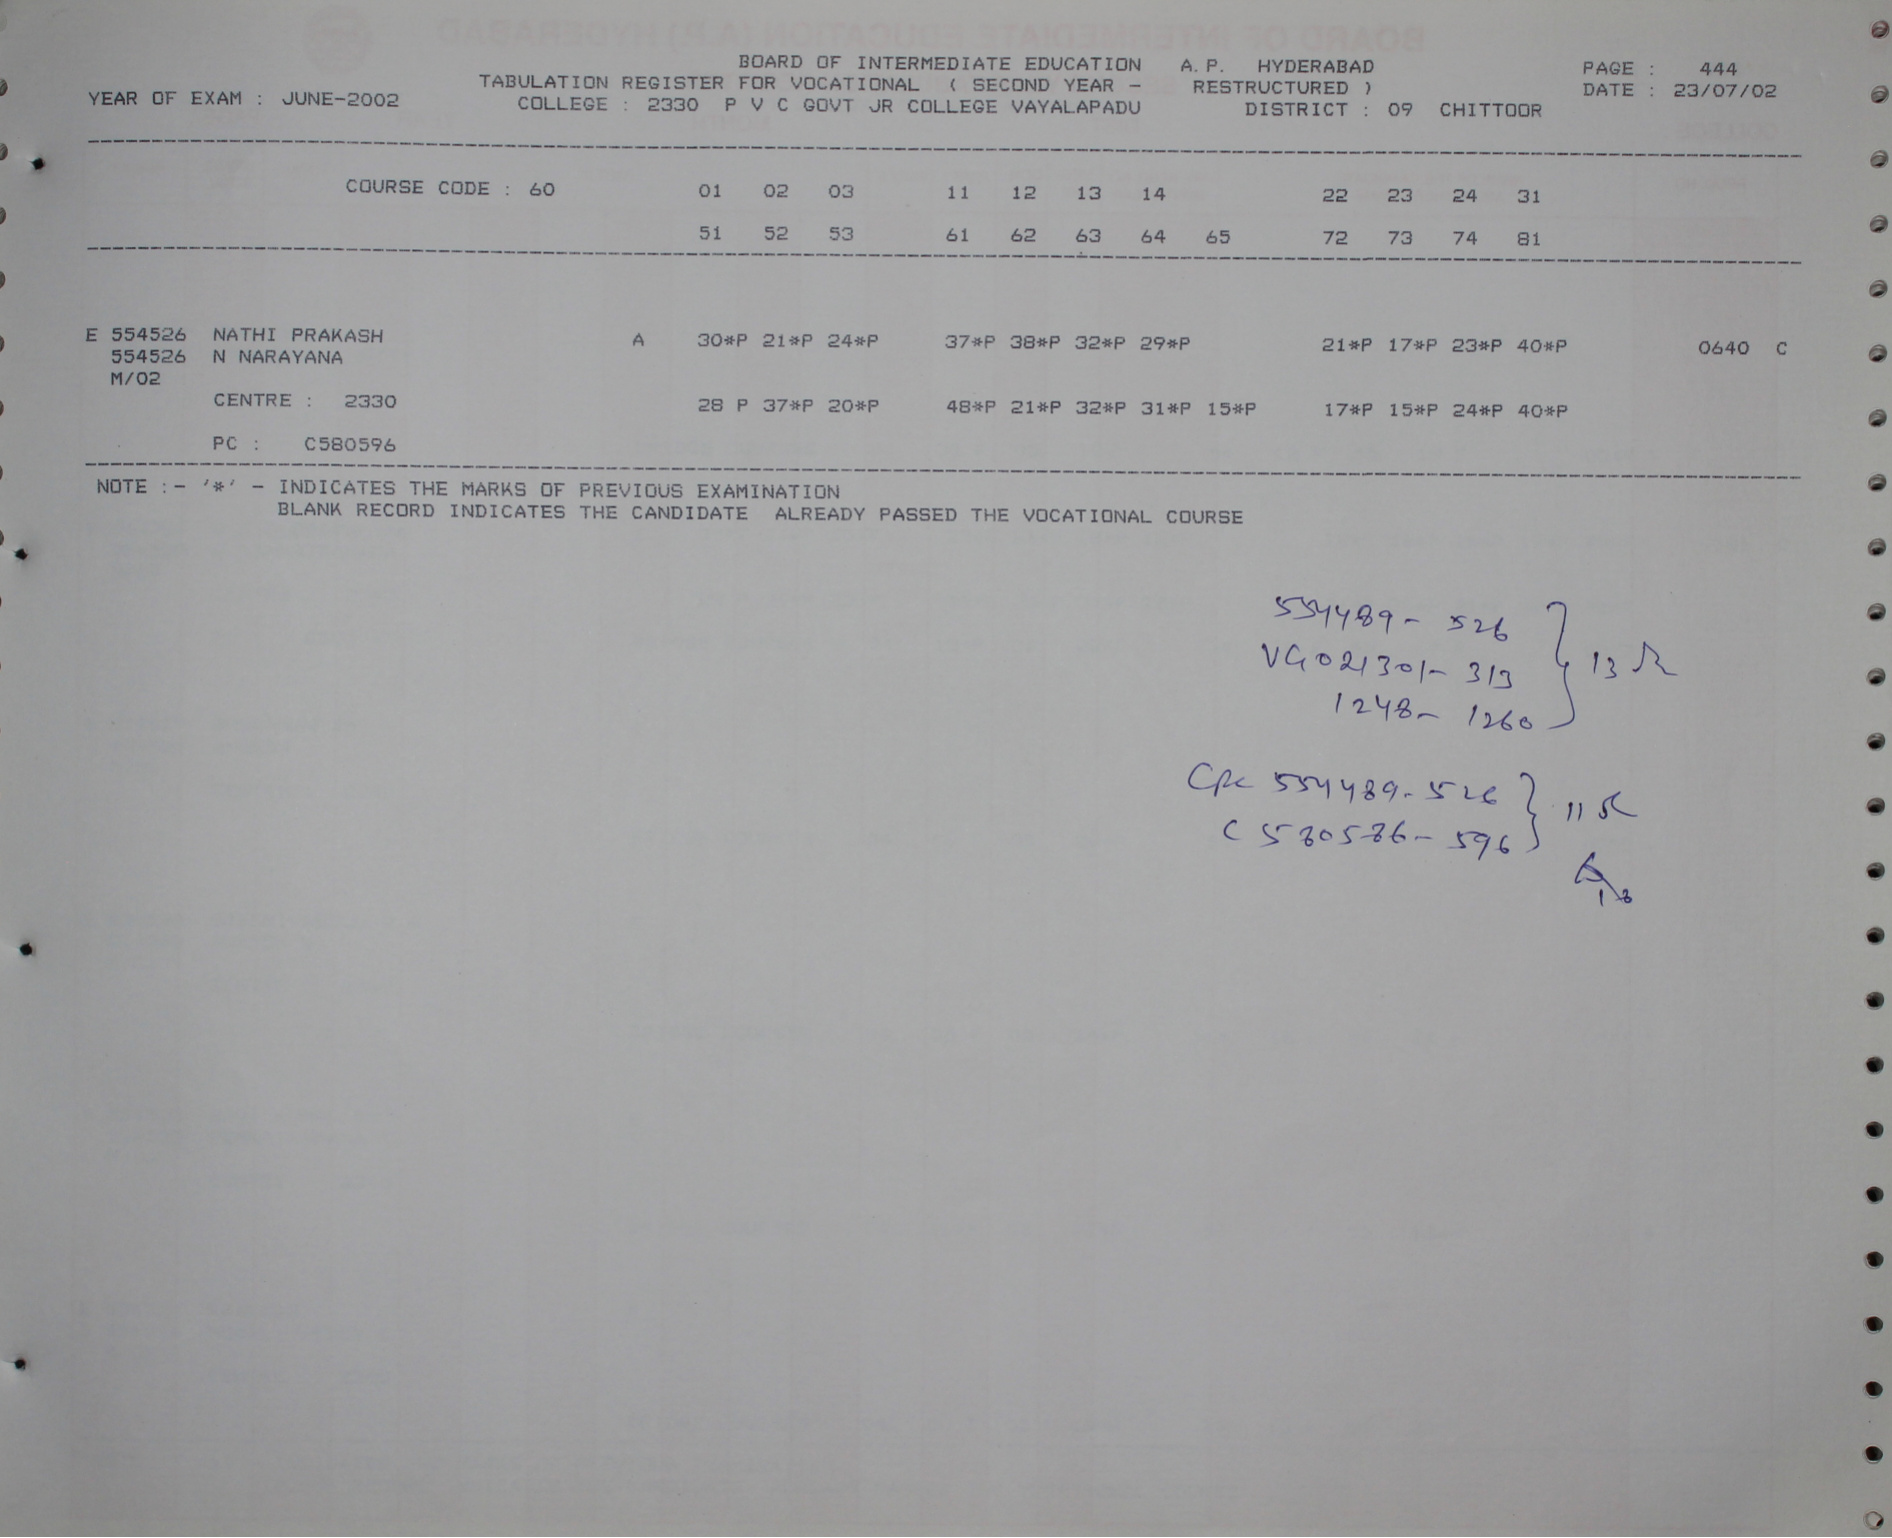 BOARD OF INTERMEDIATE EDUCATION A.P. HYDERABAD PAGE : 444
TABULATION REGISTER FOR VOCATIONAL ( SECOND YEAR - RESTRUCTURED ) DATE : 23/07/02
YEAR OF EXAM : JUNE-2002 COLLEGE : 2330 P V C GOVT JR COLLEGE VAYALAPADU DISTRICT : 09 CHITTOOR
COURSE CODE : 60 01 02 03 11 12 13 14 22 23 24 31
51 52 53 61 62 63 64 65 72 73 74 81
E 554526 NATHI PRAKASH A 30*P 21*P 24*P 37*P 38*P 32*P 29*P 21*P 17*P 23*P 40*P 0640 C
554526 N NARAYANA
M/02
CENTRE : 2330 28 P 37*P 20*P 48*P 21*P 32*P 31*P 15*P 17*P 15*P 24*P 40*P
PC : C580596
NOTE :- '*' - INDICATES THE MARKS OF PREVIOUS EXAMINATION
BLANK RECORD INDICATES THE CANDIDATE ALREADY PASSED THE VOCATIONAL COURSE
554489 - 526
VG021301 - 313 } 13
1248 - 1260
554489 - 526 } 11
C 580586 - 596